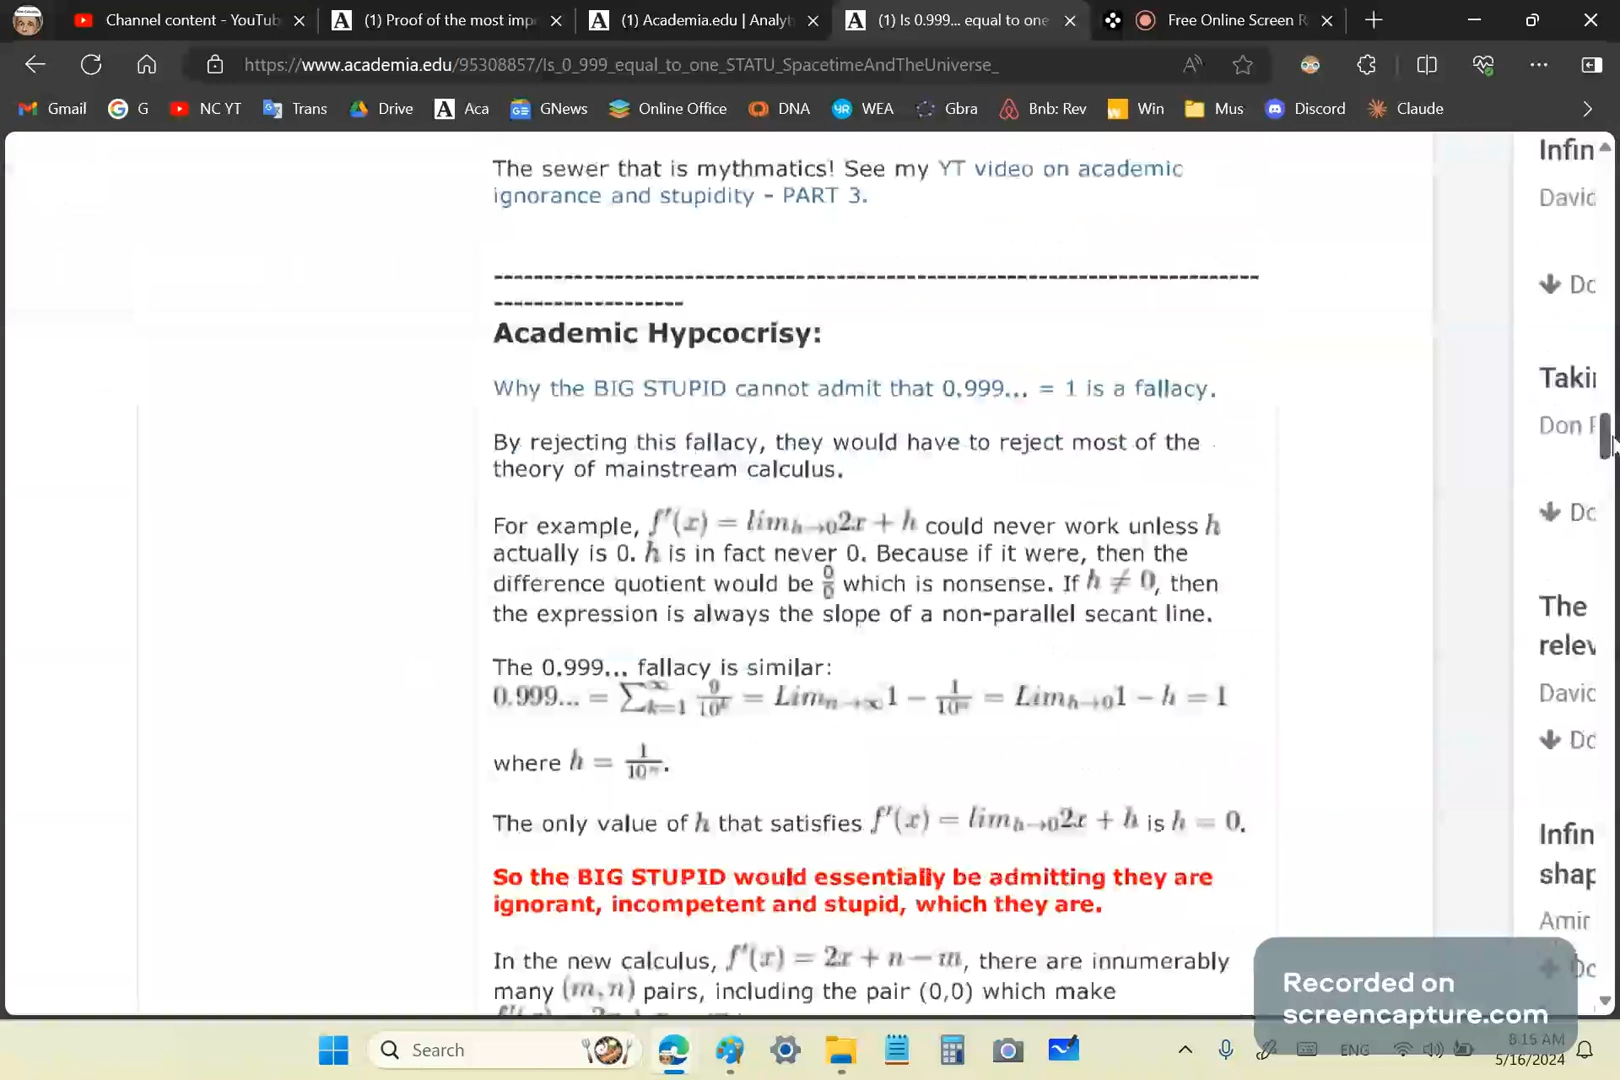 Channel content - YouTube
(1) Proof of the most imp
(1) Academia.edu | Analyt
(1) Is 0.999... equal to one
Free Online Screen R
https://www.academia.edu/95308857/Is_0_999_equal_to_one_STATU_SpacetimeAndTheUniverse_
Gmail G NC YT Trans Drive Aca GNews Online Office DNA WEA Gbra Bnb: Rev Win Mus Discord Claude
The sewer that is mythmatics! See my YT video on academic
ignorance and stupidity - PART 3.
--------------------------------------------------------------------------------
-------------------
Academic Hypcocrisy:
Why the BIG STUPID cannot admit that 0.999... = 1 is a fallacy.
By rejecting this fallacy, they would have to reject most of the
theory of mainstream calculus.
For example, f'(x) = lim_{h→0} 2x + h could never work unless h
actually is 0. h is in fact never 0. Because if it were, then the
difference quotient would be 0/0 which is nonsense. If h ≠ 0, then
the expression is always the slope of a non-parallel secant line.
The 0.999... fallacy is similar:
0.999... = ∑_{k=1}^{∞} 9/10^k = Lim_{n→∞} 1 − 1/10^n = Lim_{h→0} 1 − h = 1
where h = 1/10^n.
The only value of h that satisfies f'(x) = lim_{h→0} 2x + h is h = 0.
So the BIG STUPID would essentially be admitting they are
ignorant, incompetent and stupid, which they are.
In the new calculus, f'(x) = 2x + n − m, there are innumerably
many (m,n) pairs, including the pair (0,0) which make
Infin
David
Do
Takin
Don
Do
The
relev
David
Do
Infin
shap
Amir
Do
Recorded on
screencapture.com
Search
ENG
8:15 AM
5/16/2024